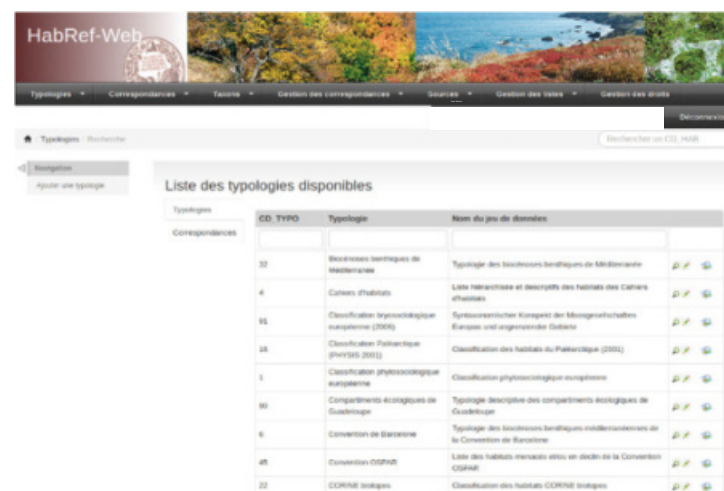 HabRef-Web
Typologies Correspondances Taxons Gestion des correspondances Sources Gestion des listes Gestion des droits
Déconnexio
Typologies Recherche
Rechercher un CD_HAB
Navigation
Ajouter une typologie
Liste des typologies disponibles
Typologies
Correspondances
CD_TYPO Typologie Nom du jeu de données
32 Biocénoses benthiques de Méditerranée Typologie des biocénoses benthiques de Méditerranée
4 Cahiers d'habitats Liste hiérarchisée et descriptifs des habitats des Cahiers d'habitats
91 Classification bryosociologique européenne (2006) Syntaxonomischer Konspekt der Moosgesellschaften Europas und angrenzender Gebiete
18 Classification Paléarctique (PHYSIS 2001) Classification des habitats du Paléarctique (2001)
1 Classification phytosociologique européenne Classification phytosociologique européenne
90 Compartiments écologiques de Guadeloupe Typologie descriptive des compartiments écologiques de Guadeloupe
6 Convention de Barcelone Typologie des biocénoses benthiques méditerranéennes de la Convention de Barcelone
45 Convention OSPAR Liste des habitats menacés et/ou en déclin de la Convention OSPAR
22 CORINE biotopes Classification des habitats CORINE biotopes